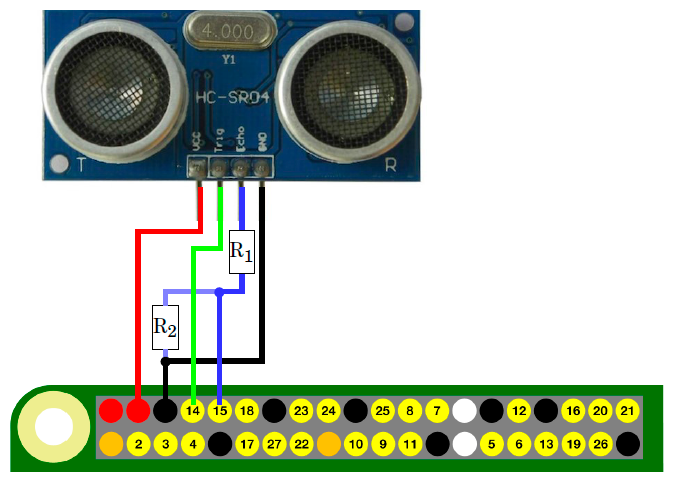 4.000
Y1
HC-SR04
VCC Trig Echo GND
T R
R1
R2
14 15 18 23 24 25 8 7 12 16 20 21
2 3 4 17 27 22 10 9 11 5 6 13 19 26